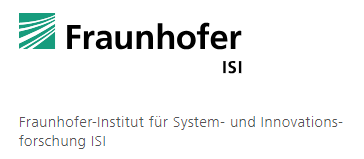 Fraunhofer
ISI
Fraunhofer-Institut für System- und Innovations-
forschung ISI